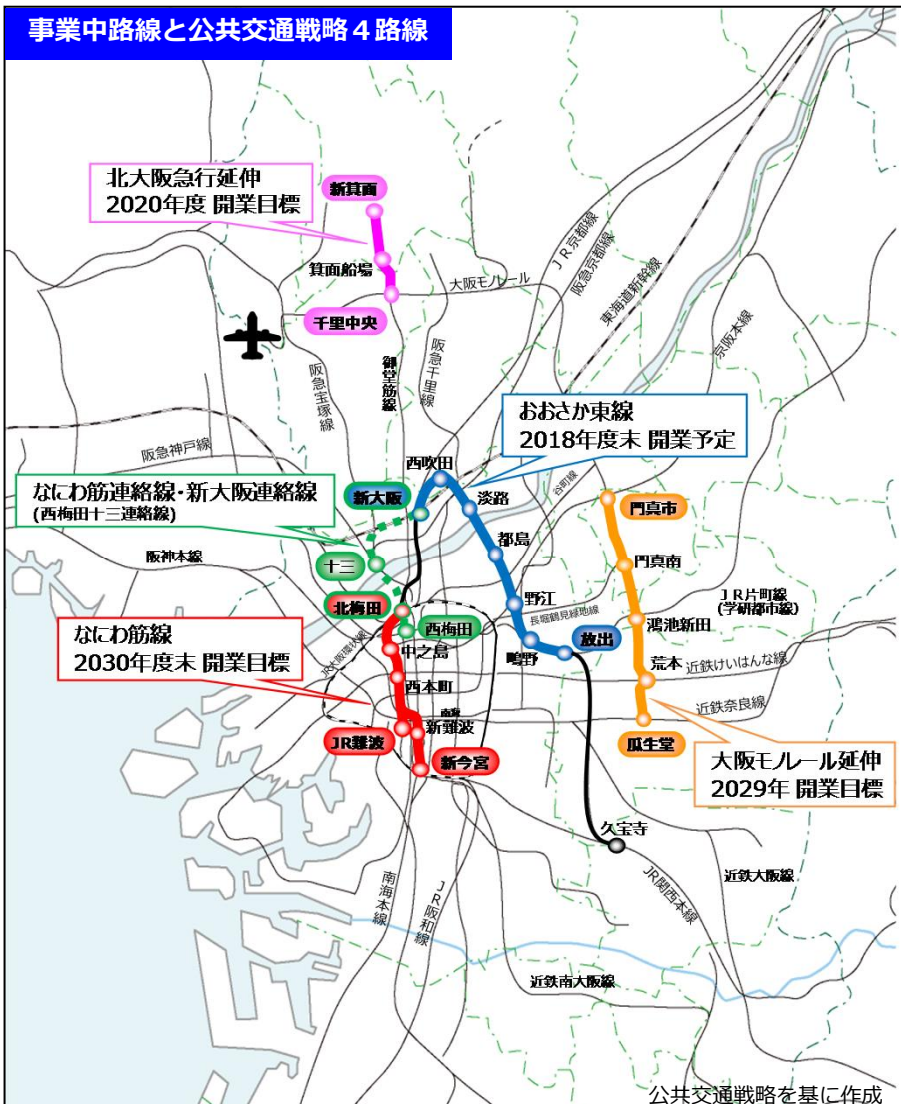 事業中路線と公共交通戦略４路線
北大阪急行延伸
2020年度 開業目標
新箕面
箕面船場
千里中央
大阪モノレール
JR京都線
阪急京都線
東海道新幹線
京阪本線
阪急宝塚線
御堂筋線
阪急千里線
阪急神戸線
おおさか東線
2018年度末 開業予定
なにわ筋連絡線・新大阪連絡線
(西梅田十三連絡線)
新大阪
西吹田
淡路
谷町線
門真市
都島
門真南
阪神本線
十三
野江
長堀鶴見緑地線
ＪＲ片町線
(学研都市線)
北梅田
西梅田
鴻池新田
なにわ筋線
2030年度末 開業目標
JR大阪環状線
中之島
鴫野
放出
荒本
近鉄けいはんな線
西本町
近鉄奈良線
新難波
JR難波
新今宮
瓜生堂
大阪モノレール延伸
2029年 開業目標
久宝寺
南海本線
ＪＲ阪和線
JR関西本線
近鉄大阪線
近鉄南大阪線
公共交通戦略を基に作成